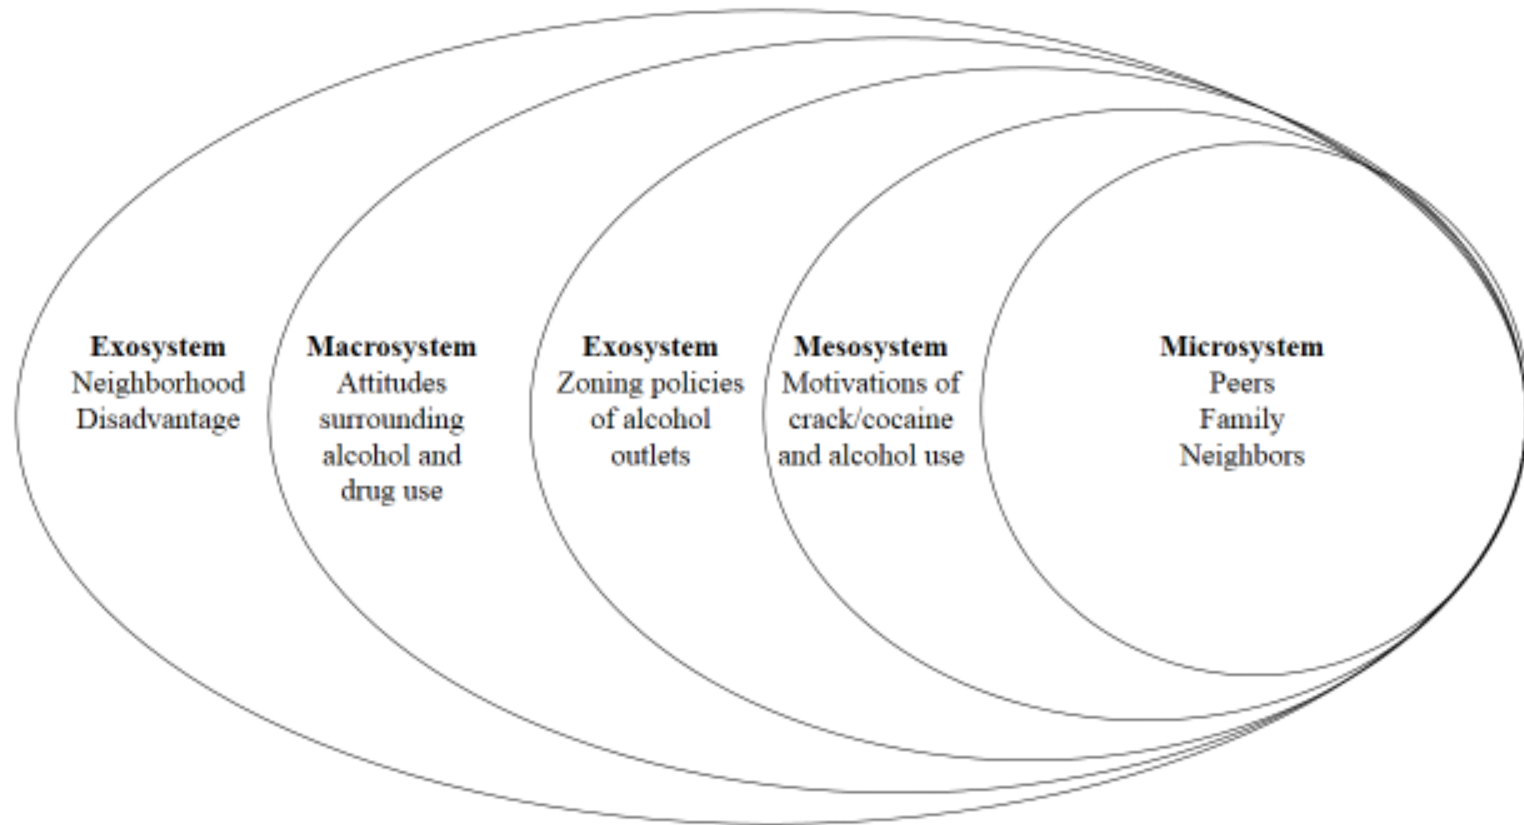 Exosystem
Neighborhood
Disadvantage
Macrosystem
Attitudes
surrounding
alcohol and
drug use
Exosystem
Zoning policies
of alcohol
outlets
Mesosystem
Motivations of
crack/cocaine
and alcohol use
Microsystem
Peers
Family
Neighbors